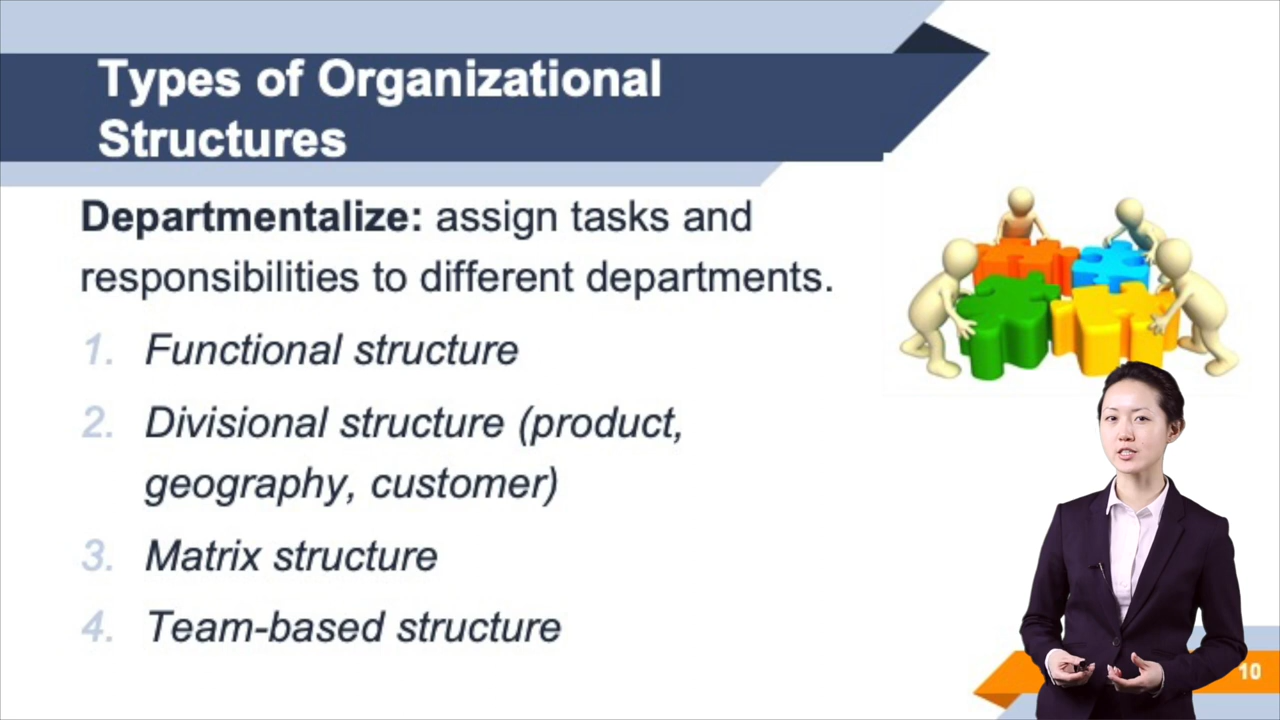 Types of Organizational
Structures
Departmentalize: assign tasks and
responsibilities to different departments.
1. Functional structure
2. Divisional structure (product,
geography, customer)
3. Matrix structure
4. Team-based structure
10